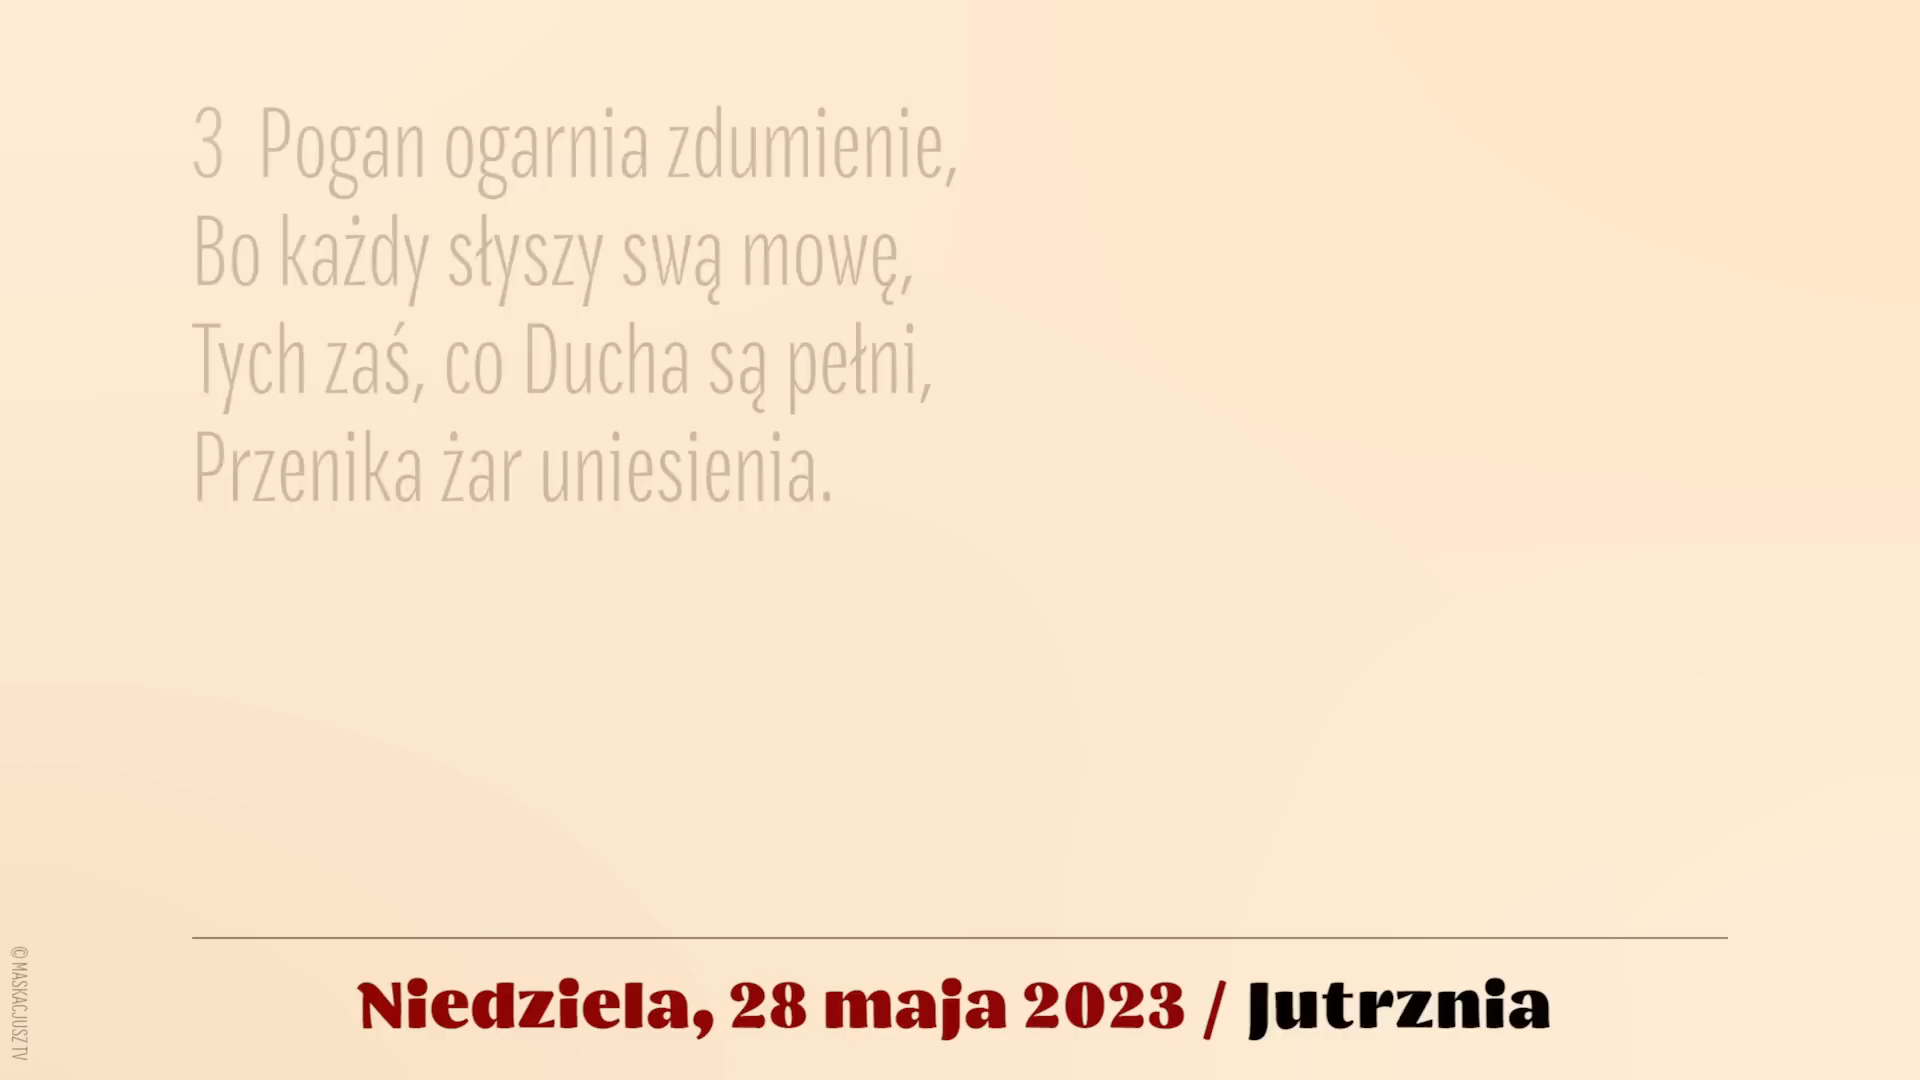 3 Pogan ogarnia zdumienie,
Bo każdy słyszy swą mowę,
Tych zaś, co Ducha są pełni,
Przenika żar uniesienia.
© MASKACJUSZ TV
Niedziela, 28 maja 2023 / Jutrznia